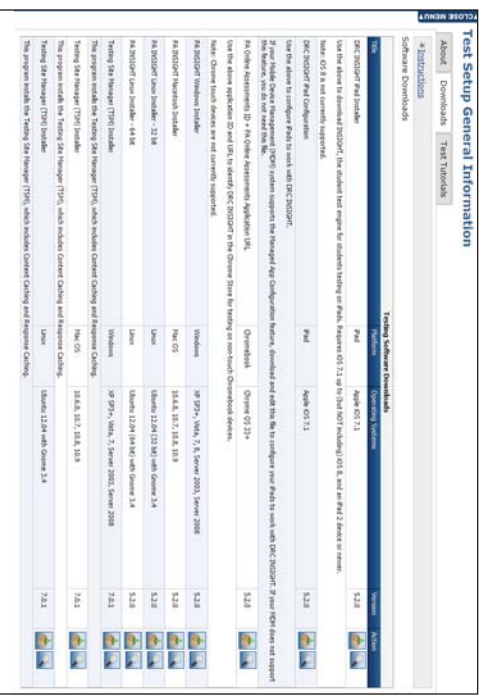 CLOSE MENU
Test Setup General Information
About Downloads Test Tutorials
Instructions
Software Downloads
Testing Software Downloads
Title Platform Operating Systems Version Action
DRC INSIGHT iPad Installer iPad Apple iOS 7.1 5.2.0
Use the above to download INSIGHT, the student test engine for students testing on iPads. Requires iOS 7.1 up to (but NOT including) iOS 8, and an iPad 2 device or newer.
Note: iOS 8 is not currently supported.
DRC INSIGHT iPad Configuration iPad Apple iOS 7.1 5.2.0
Use the above to configure iPads to work with DRC INSIGHT.
If your Mobile Device Management (MDM) system supports the Managed App Configuration feature, download and edit this file to configure your iPads to work with DRC INSIGHT. If your MDM does not support
this feature, you do not need this file.
PA Online Assessments ID + PA Online Assessments Application URL Chromebook Chrome OS 33+ 5.2.0
Use the above application ID and URL to identify DRC INSIGHT in the Chrome Store for testing on non-touch Chromebook devices.
Note: Chrome touch devices are not currently supported.
PA INSIGHT Windows Installer Windows XP SP3+, Vista, 7, 8, Server 2003, Server 2008 5.2.0
PA INSIGHT Macintosh Installer Mac OS 10.6.8, 10.7, 10.8, 10.9 5.2.0
PA INSIGHT Linux Installer - 32 bit Linux Ubuntu 12.04 (32 bit) with Gnome 3.4 5.2.0
PA INSIGHT Linux Installer - 64 bit Linux Ubuntu 12.04 (64 bit) with Gnome 3.4 5.2.0
Testing Site Manager (TSM) Installer Windows XP SP3+, Vista, 7, Server 2003, Server 2008 7.0.1
This program installs the Testing Site Manager (TSM), which includes Content Caching and Response Caching.
Testing Site Manager (TSM) Installer Mac OS 10.6.8, 10.7, 10.8, 10.9 7.0.1
This program installs the Testing Site Manager (TSM), which includes Content Caching and Response Caching.
Testing Site Manager (TSM) Installer Linux Ubuntu 12.04 with Gnome 3.4 7.0.1
This program installs the Testing Site Manager (TSM), which includes Content Caching and Response Caching.